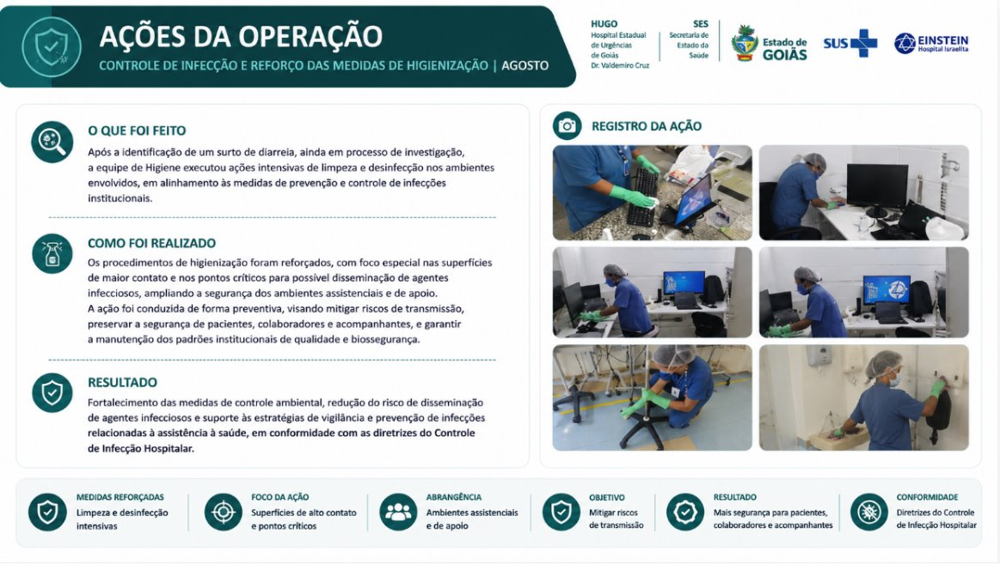 AÇÕES DA OPERAÇÃO
CONTROLE DE INFECÇÃO E REFORÇO DAS MEDIDAS DE HIGIENIZAÇÃO | AGOSTO
HUGO
Hospital Estadual
de Urgências
de Goiás
Dr. Valdemiro Cruz
SES
Secretaria de
Estado da
Saúde
Estado de
GOIÁS
SUS
EINSTEIN
Hospital Israelita
O QUE FOI FEITO
Após a identificação de um surto de diarreia, ainda em processo de investigação,
a equipe de Higiene executou ações intensivas de limpeza e desinfecção nos ambientes
envolvidos, em alinhamento às medidas de prevenção e controle de infecções
institucionais.
COMO FOI REALIZADO
Os procedimentos de higienização foram reforçados, com foco especial nas superfícies
de maior contato e nos pontos críticos para possível disseminação de agentes
infecciosos, ampliando a segurança dos ambientes assistenciais e de apoio.
A ação foi conduzida de forma preventiva, visando mitigar riscos de transmissão,
preservar a segurança de pacientes, colaboradores e acompanhantes, e garantir
a manutenção dos padrões institucionais de qualidade e biossegurança.
RESULTADO
Fortalecimento das medidas de controle ambiental, redução do risco de disseminação
de agentes infecciosos e suporte às estratégias de vigilância e prevenção de infecções
relacionadas à assistência à saúde, em conformidade com as diretrizes do Controle
de Infecção Hospitalar.
REGISTRO DA AÇÃO
MEDIDAS REFORÇADAS
Limpeza e desinfecção
intensivas
FOCO DA AÇÃO
Superfícies de alto contato
e pontos críticos
ABRANGÊNCIA
Ambientes assistenciais
e de apoio
OBJETIVO
Mitigar riscos
de transmissão
RESULTADO
Mais segurança para pacientes,
colaboradores e acompanhantes
CONFORMIDADE
Diretrizes do Controle
de Infecção Hospitalar